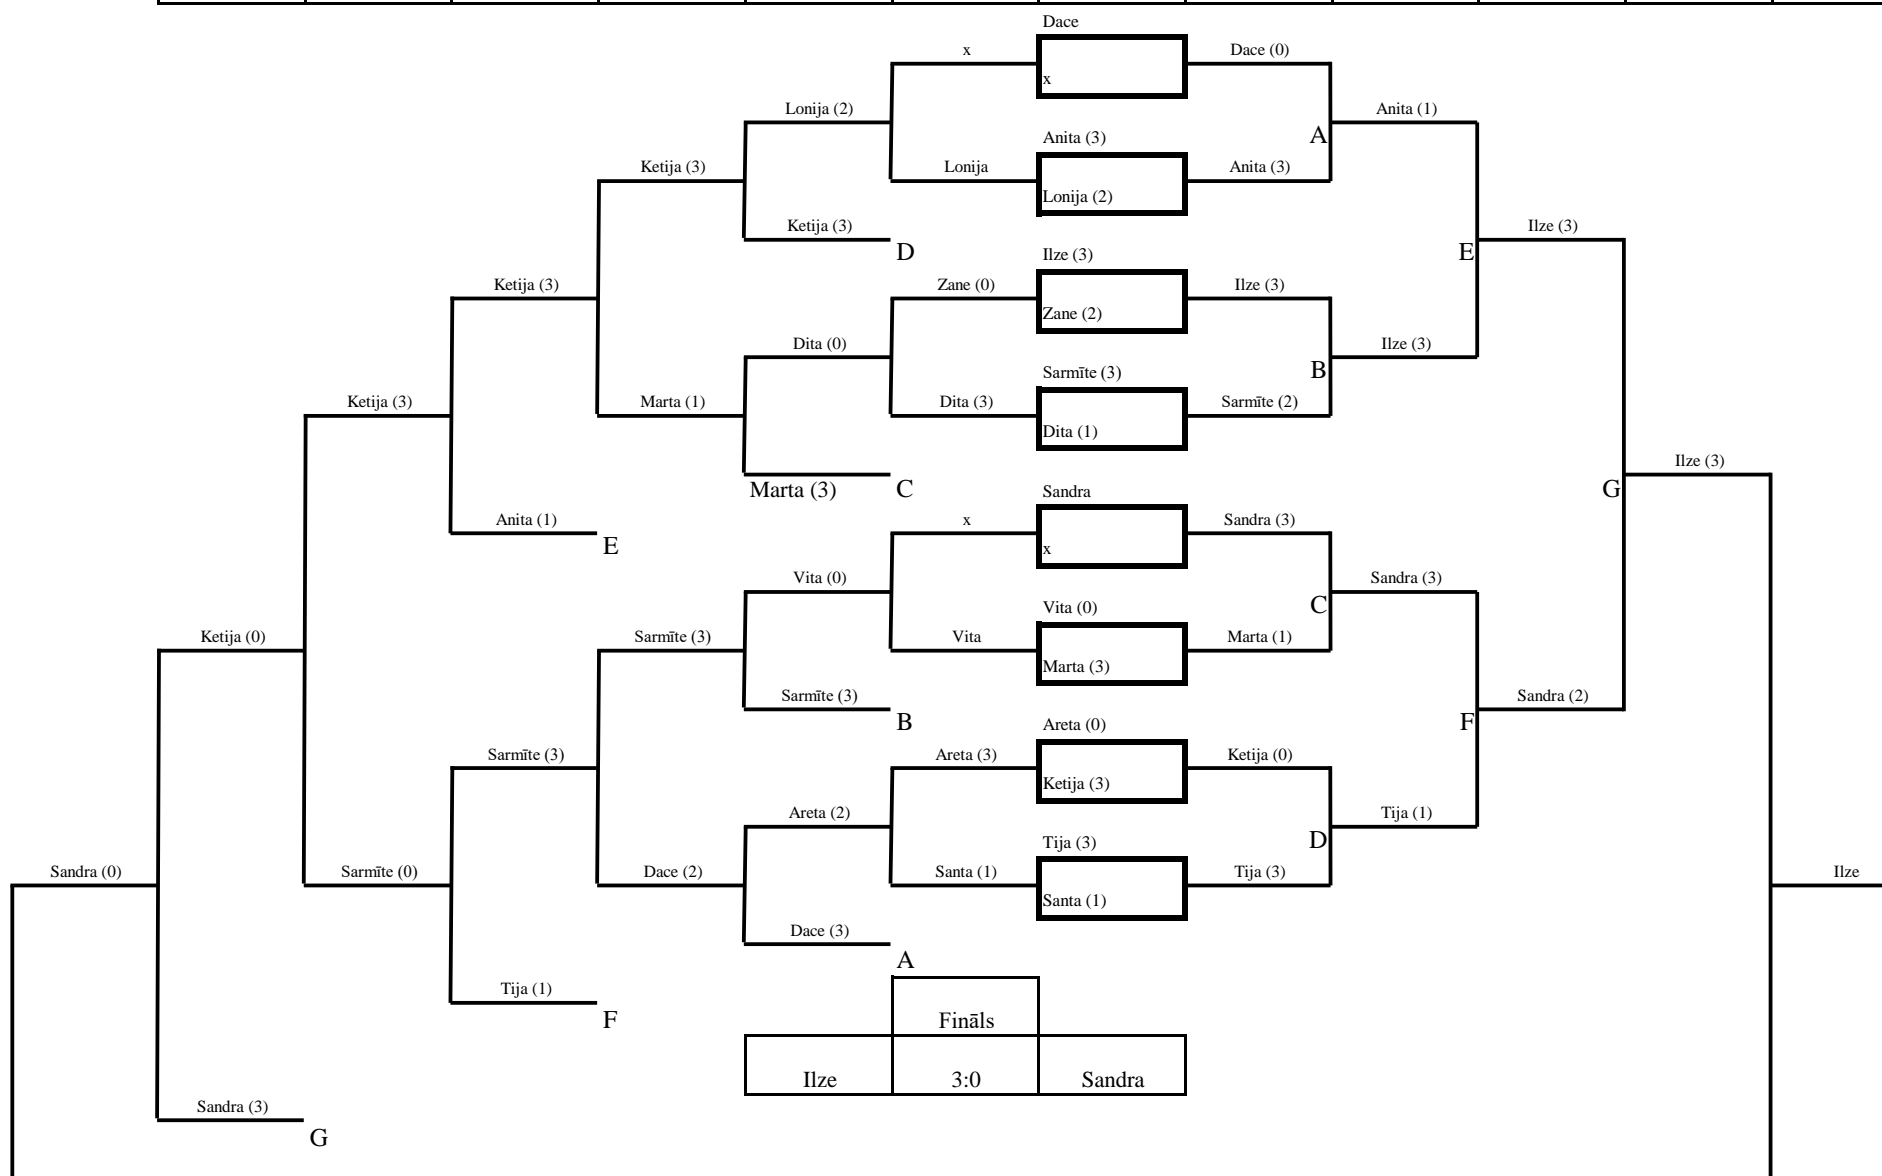 Dace
x
Dace (0)
x
Lonija (2)
Anita (1)
A
Anita (3)
Ketija (3)
Lonija
Anita (3)
Lonija (2)
Ketija (3)
Ilze (3)
D
E
Ilze (3)
Ketija (3)
Zane (0)
Ilze (3)
Zane (2)
Dita (0)
Ilze (3)
B
Sarmīte (3)
Ketija (3)
Marta (1)
Dita (3)
Sarmīte (2)
Dita (1)
Ilze (3)
Marta (3)
C
Sandra
G
Anita (1)
x
Sandra (3)
E
x
Vita (0)
Sandra (3)
C
Vita (0)
Ketija (0)
Sarmīte (3)
Vita
Marta (1)
Marta (3)
Sarmīte (3)
Sandra (2)
B
Areta (0)
F
Sarmīte (3)
Areta (3)
Ketija (0)
Ketija (3)
Areta (2)
Tija (1)
D
Tija (3)
Sandra (0)
Sarmīte (0)
Dace (2)
Santa (1)
Tija (3)
Ilze
Santa (1)
Dace (3)
A
Tija (1)
F
Fināls
Ilze 3:0 Sandra
Sandra (3)
G